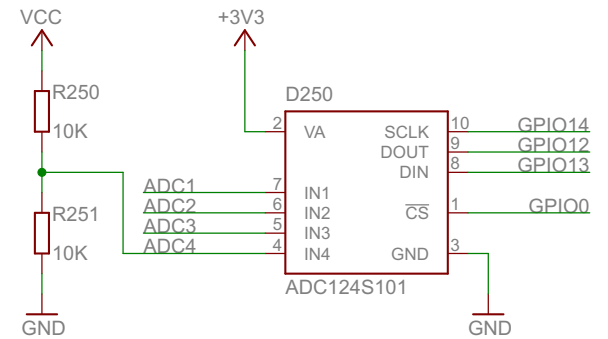 VCC
+3V3
R250
10K
D250
2
VA
SCLK
10
GPIO14
DOUT
9
GPIO12
DIN
8
GPIO13
ADC1
7
IN1
ADC2
6
IN2
CS
1
GPIO0
R251
10K
ADC3
5
IN3
ADC4
4
IN4
GND
3
ADC124S101
GND
GND